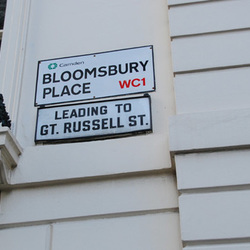 Camden
BLOOMSBURY
PLACE WC1
LEADING TO
GT. RUSSELL ST.